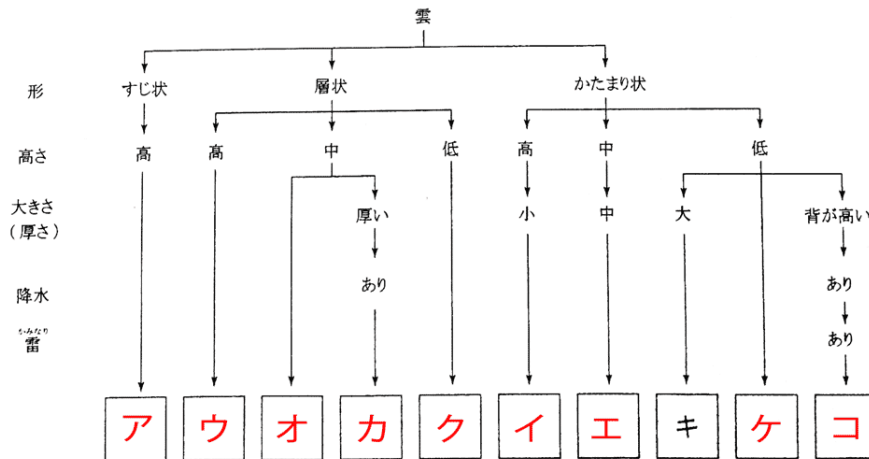 雲
形 すじ状 層状 かたまり状
高さ 高 高 中 低 高 中 低
大きさ 厚い 小 中 大 背が高い
(厚さ)
降水 あり あり
かみなり
雷 あり
ア ウ オ カ ク イ エ キ ケ コ